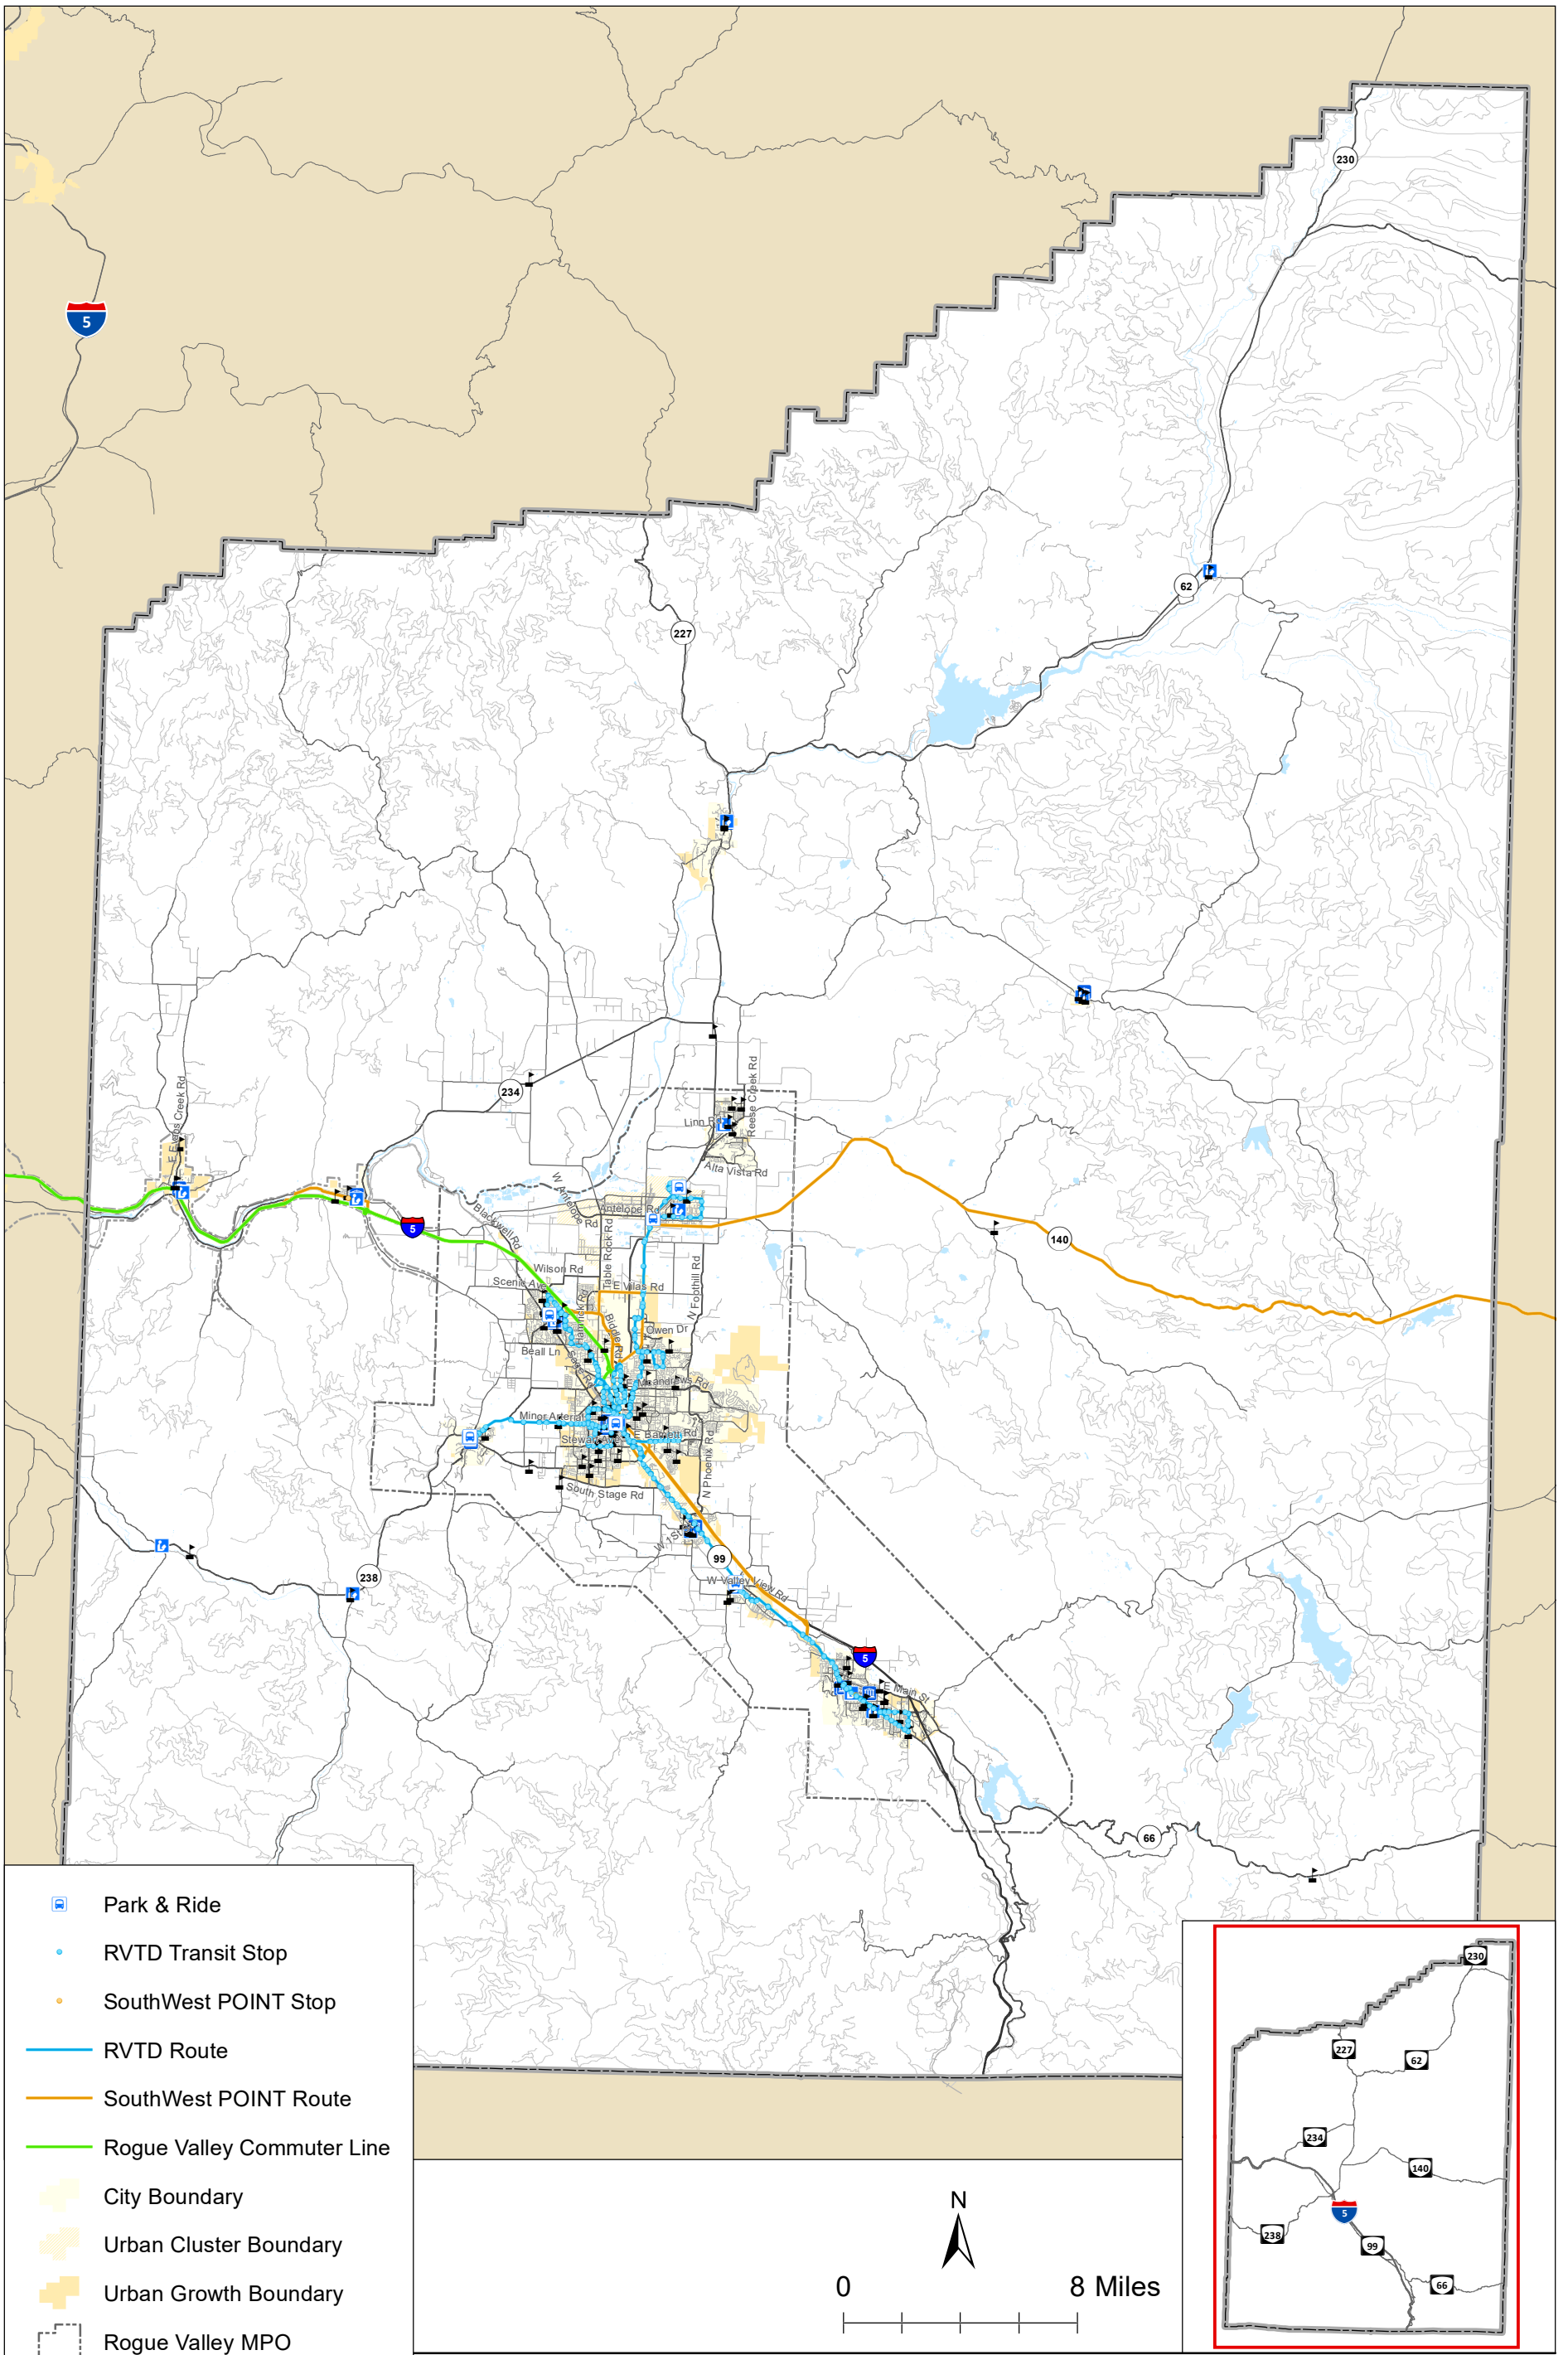 230
5
62
227
E Evans Creek Rd
234
Reese Creek Rd
Linn Rd
Alta Vista Rd
W Antelope Rd
Antelope Rd
Blackwell Rd
5
140
Table Rock Rd
Wilson Rd
Scenic Ave
E Vilas Rd
N Foothill Rd
Biddle Rd
Owen Dr
Beall Ln
Minor Arterial
E Barnett Rd
N Phoenix Rd
South Stage Rd
99
238
W Valley View Rd
5
E Main St
66
Park & Ride
RVTD Transit Stop
SouthWest POINT Stop
RVTD Route
SouthWest POINT Route
Rogue Valley Commuter Line
City Boundary
Urban Cluster Boundary
Urban Growth Boundary
Rogue Valley MPO
N
0 8 Miles
230
227
62
234
140
5
238
99
66